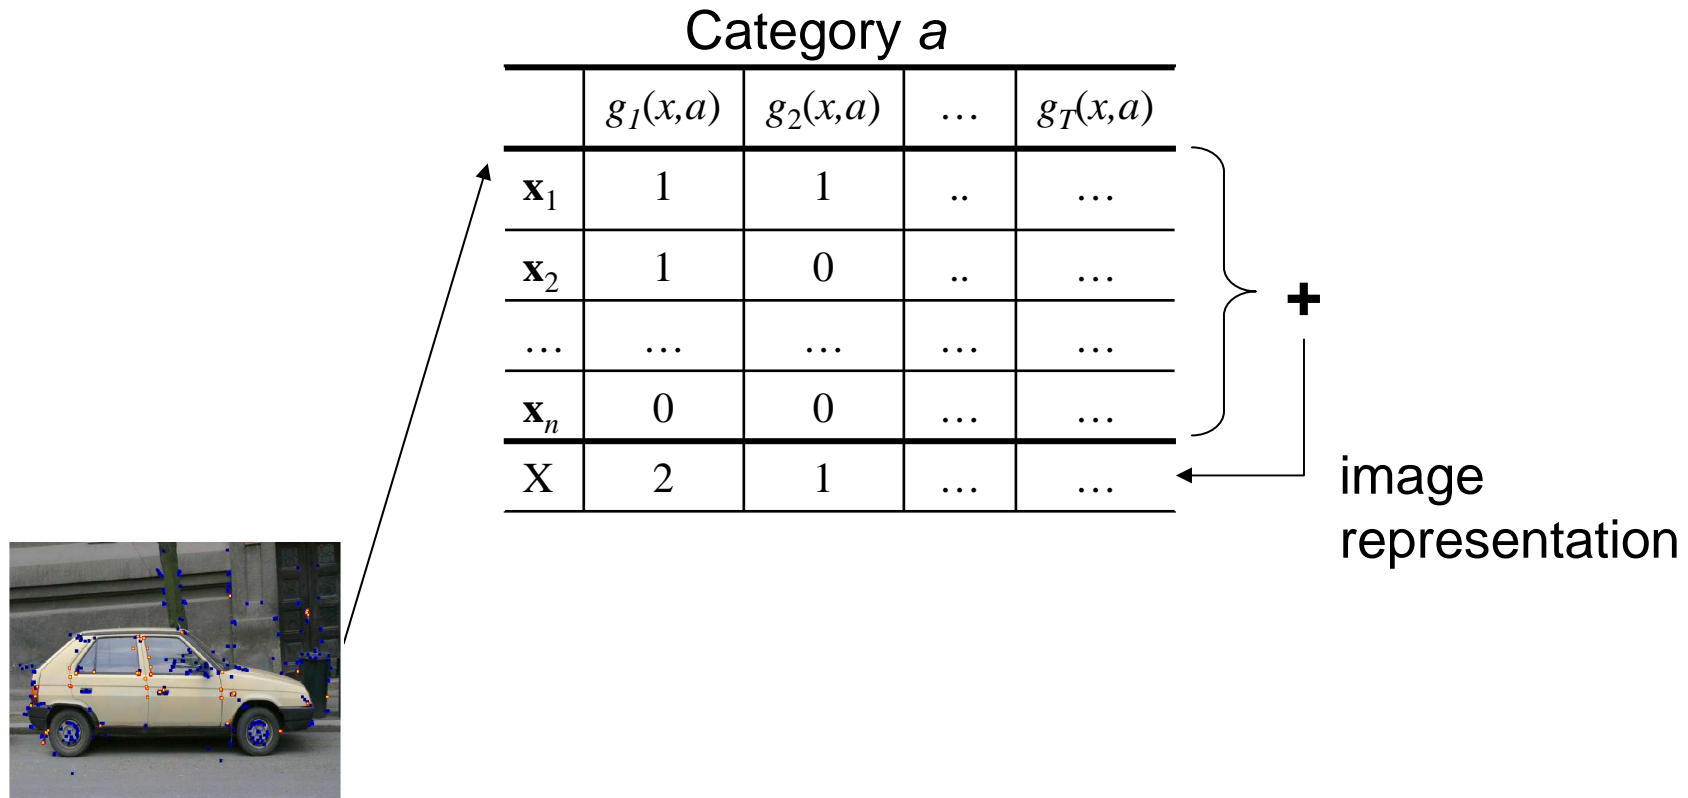 Category a
g1(x,a) g2(x,a) … gT(x,a)
x1 1 1 .. …
x2 1 0 .. …
… … … … …
xn 0 0 … …
+
X 2 1 … …
image
representation